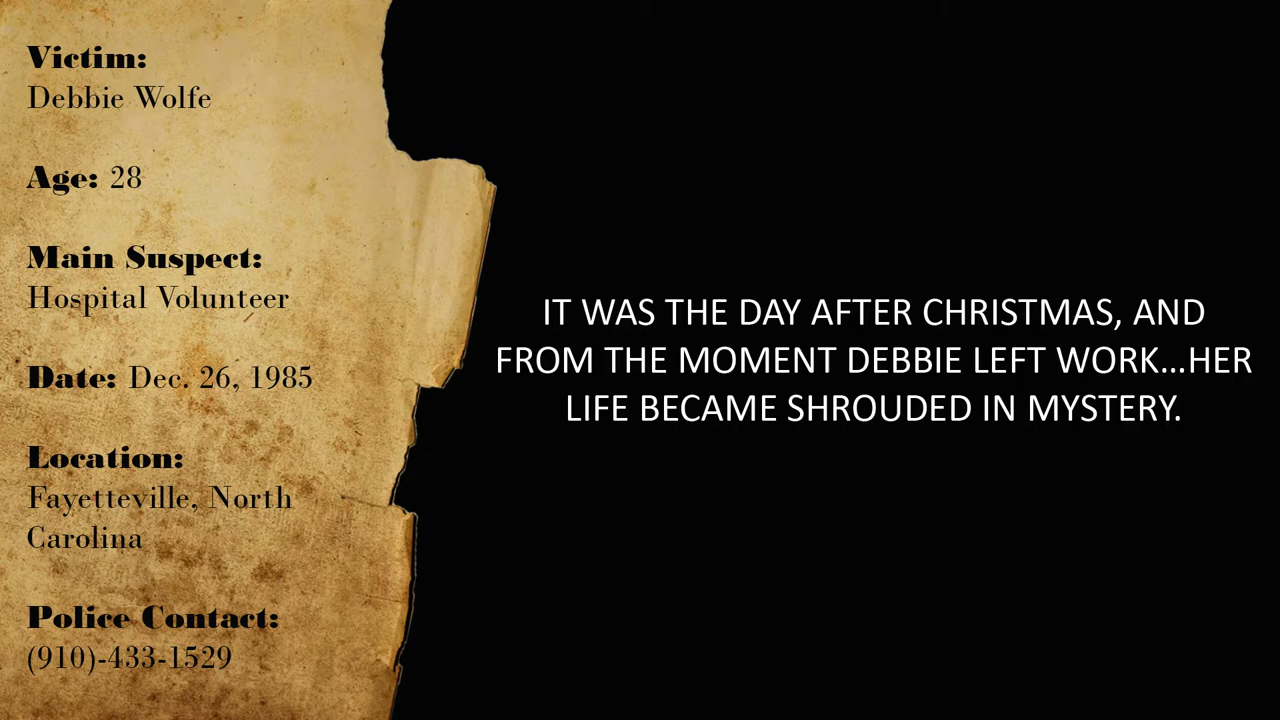 Victim:
Debbie Wolfe
Age: 28
Main Suspect:
Hospital Volunteer
Date: Dec. 26, 1985
Location:
Fayetteville, North
Carolina
Police Contact:
(910)-433-1529
IT WAS THE DAY AFTER CHRISTMAS, AND
FROM THE MOMENT DEBBIE LEFT WORK...HER
LIFE BECAME SHROUDED IN MYSTERY.